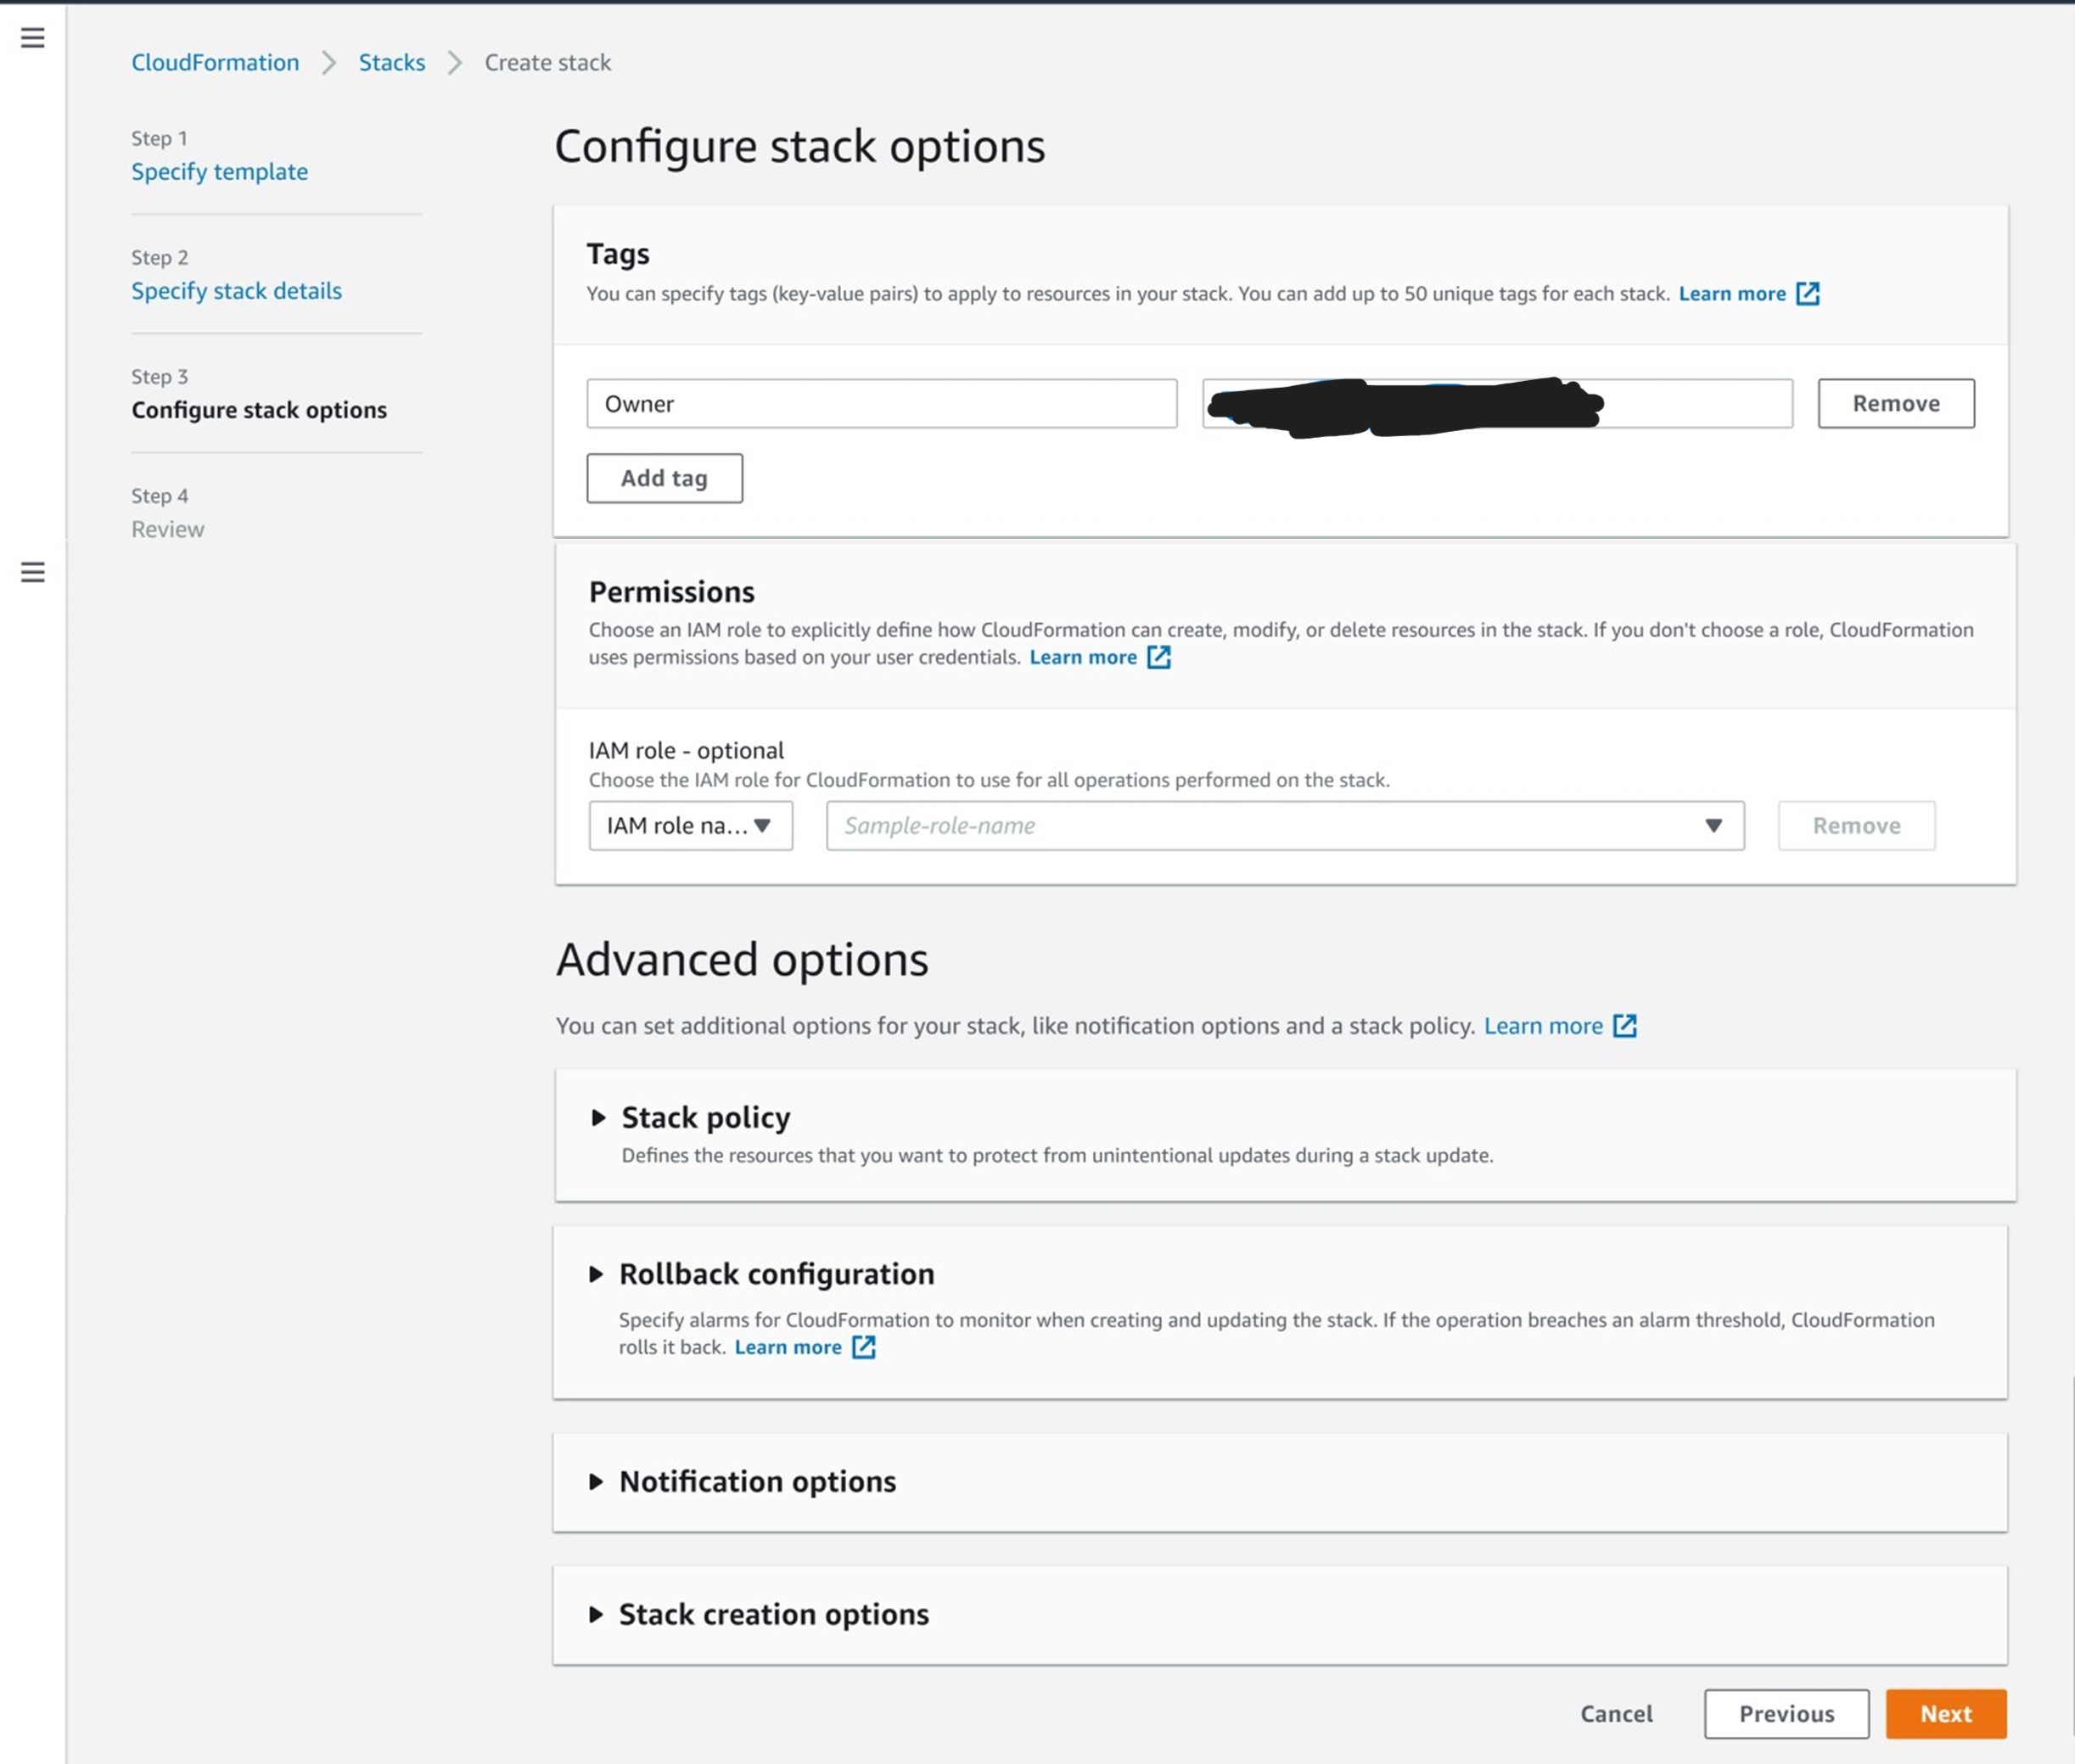 CloudFormation > Stacks > Create stack
Step 1
Specify template
Step 2
Specify stack details
Step 3
Configure stack options
Step 4
Review
Configure stack options
Tags
You can specify tags (key-value pairs) to apply to resources in your stack. You can add up to 50 unique tags for each stack. Learn more
Owner Remove
Add tag
Permissions
Choose an IAM role to explicitly define how CloudFormation can create, modify, or delete resources in the stack. If you don't choose a role, CloudFormation
uses permissions based on your user credentials. Learn more
IAM role - optional
Choose the IAM role for CloudFormation to use for all operations performed on the stack.
IAM role na... Sample-role-name Remove
Advanced options
You can set additional options for your stack, like notification options and a stack policy. Learn more
Stack policy
Defines the resources that you want to protect from unintentional updates during a stack update.
Rollback configuration
Specify alarms for CloudFormation to monitor when creating and updating the stack. If the operation breaches an alarm threshold, CloudFormation
rolls it back. Learn more
Notification options
Stack creation options
Cancel Previous Next